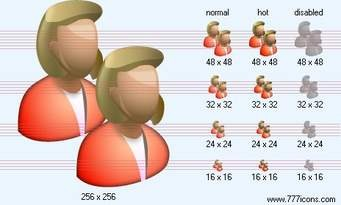 normal hot disabled
48 x 48 48 x 48 48 x 48
32 x 32 32 x 32 32 x 32
24 x 24 24 x 24 24 x 24
16 x 16 16 x 16 16 x 16
256 x 256
www.777icons.com